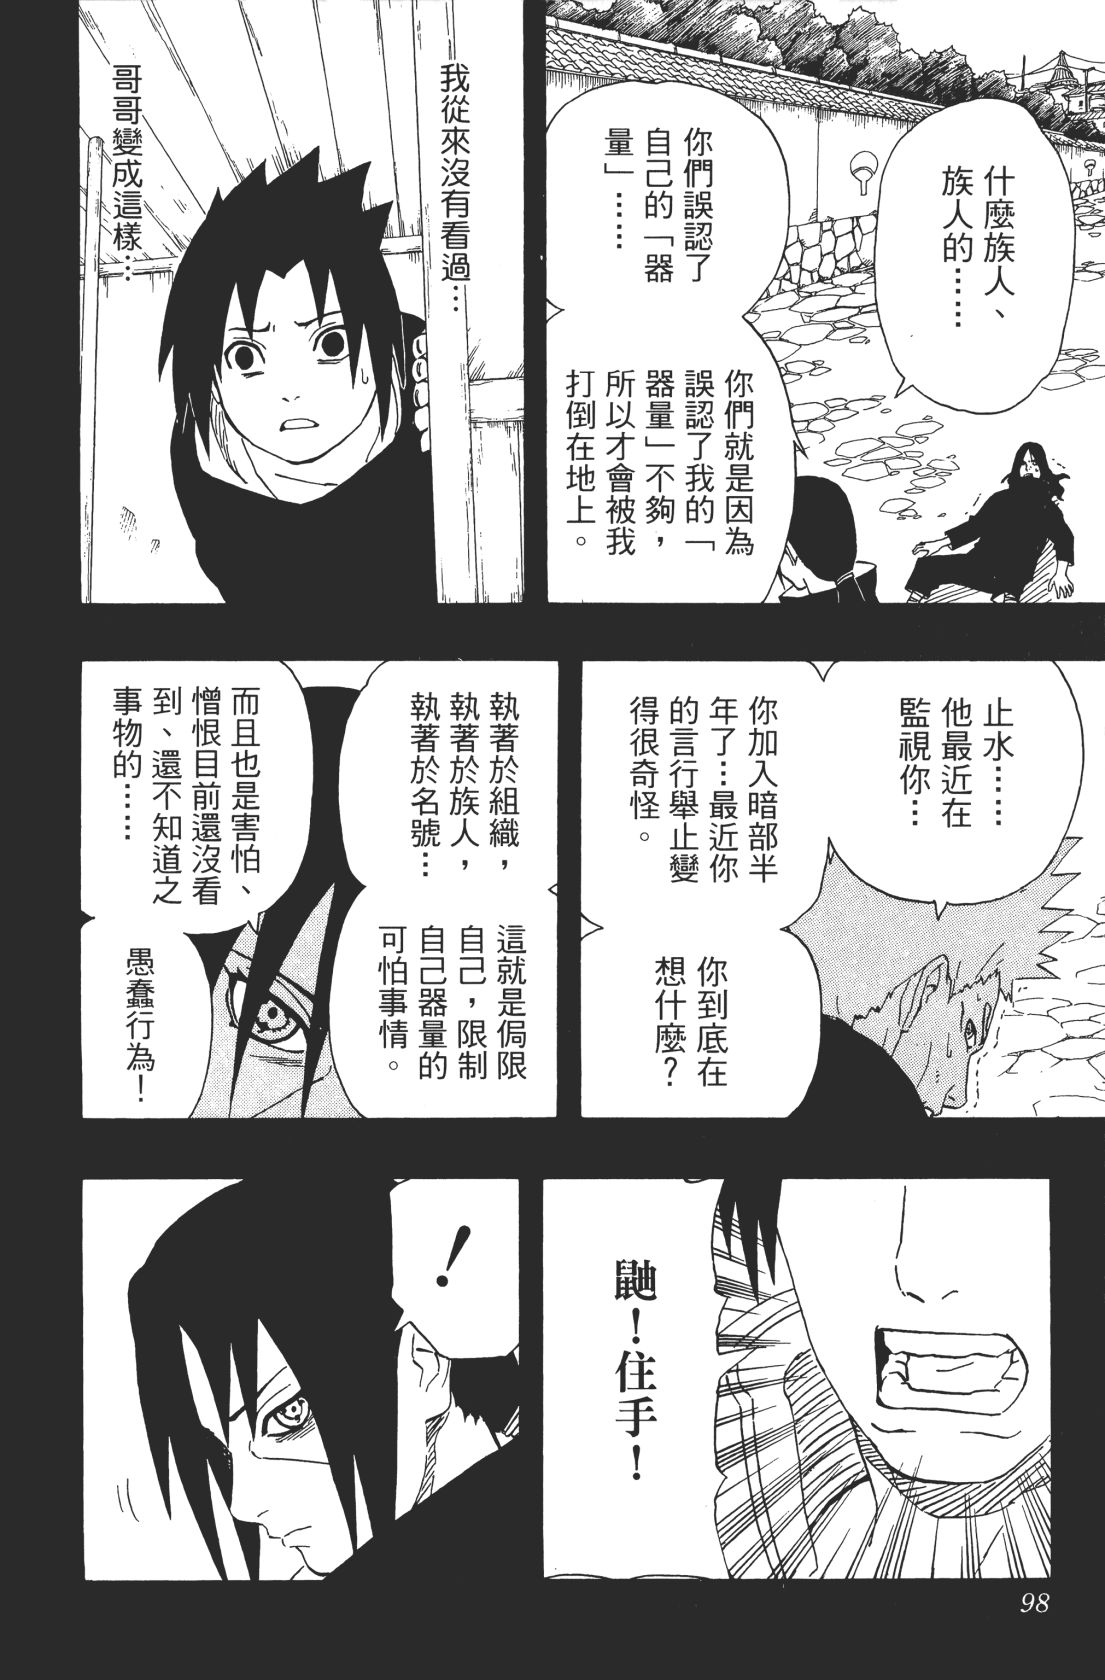 什麼族人、
族人的……
你們誤認了
自己的「器
量」……
你們就是因為
誤認了我的「
器量」不夠，
所以才會被我
打倒在地上。
我從來沒有看過…
哥哥變成這樣…
止水……
他最近在
監視你…
你加入暗部半
年了…最近你
的言行舉止變
得很奇怪。
你到底在
想什麼？
執著於組織，
執著於族人，
執著於名號…
這就是侷限
自己，限制
自己器量的
可怕事情。
而且也是害怕、
憎恨目前還沒看
到、還不知道之
事物的……
愚蠢行為！
鼬！住手！
！
98